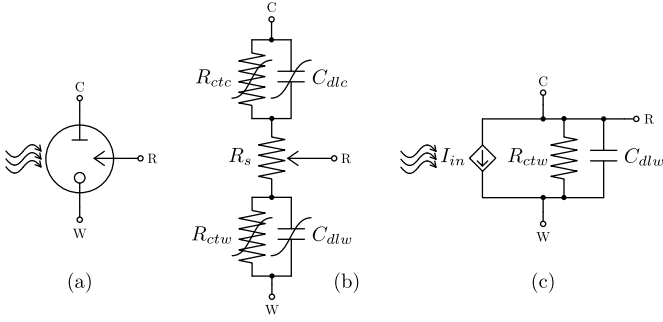 C
R
W
(a)
C
R_ctc
C_dlc
R_s
R
R_ctw
C_dlw
W
(b)
C
R
I_in
R_ctw
C_dlw
W
(c)